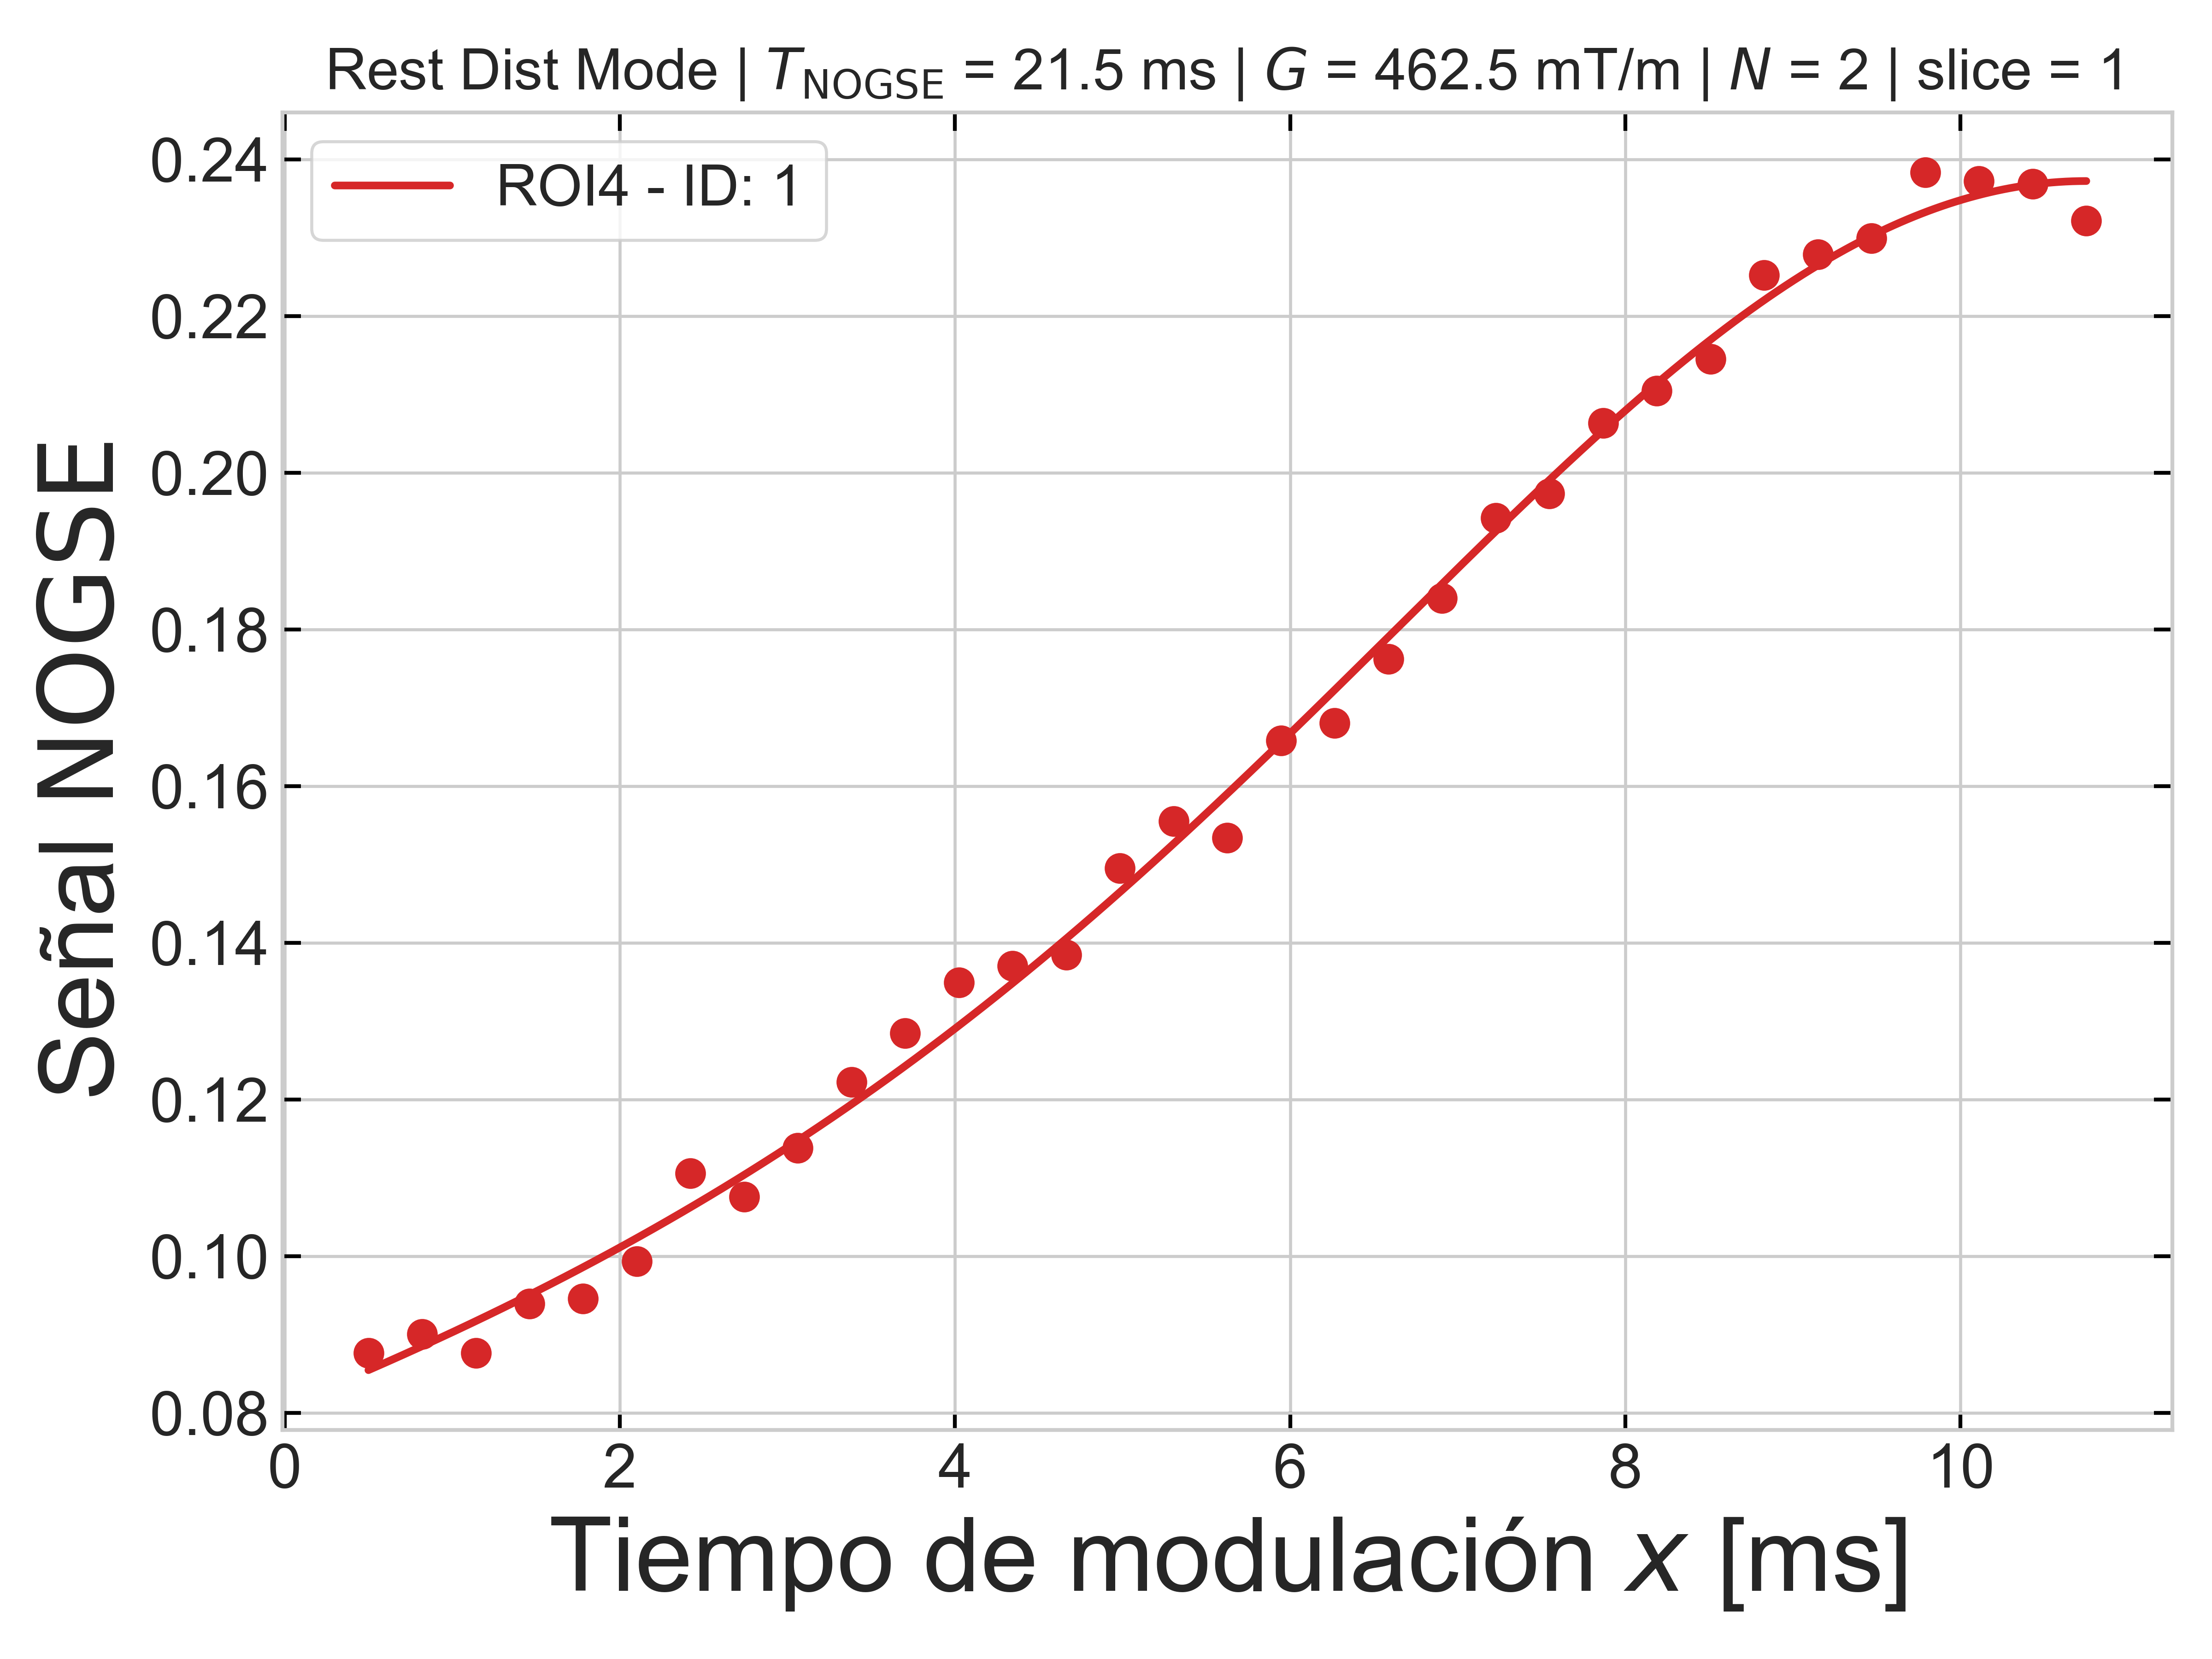 Rest Dist Mode | T_NOGSE = 21.5 ms | G = 462.5 mT/m | N = 2 | slice = 1
ROI4 - ID: 1
Señal NOGSE
0.24
0.22
0.20
0.18
0.16
0.14
0.12
0.10
0.08
0 2 4 6 8 10
Tiempo de modulación x [ms]